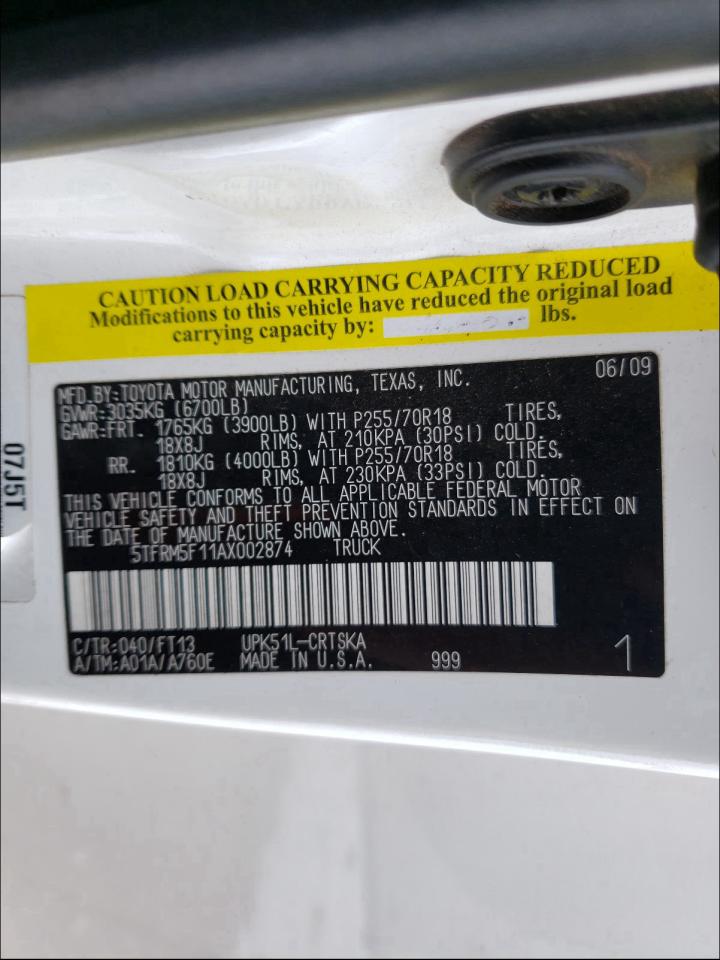 CAUTION LOAD CARRYING CAPACITY REDUCED
Modifications to this vehicle have reduced the original load
carrying capacity by: lbs.
MFD.BY:TOYOTA MOTOR MANUFACTURING, TEXAS, INC. 06/09
GVWR:3035KG (6700LB)
GAWR:FRT. 1765KG (3900LB) WITH P255/70R18 TIRES,
18X8J RIMS, AT 210KPA (30PSI) COLD.
RR. 1810KG (4000LB) WITH P255/70R18 TIRES,
18X8J RIMS, AT 230KPA (33PSI) COLD.
THIS VEHICLE CONFORMS TO ALL APPLICABLE FEDERAL MOTOR
VEHICLE SAFETY AND THEFT PREVENTION STANDARDS IN EFFECT ON
THE DATE OF MANUFACTURE SHOWN ABOVE.
5TFRM5F11AX002874 TRUCK
C/TR:040/FT13 UPK51L-CRTSKA
A/TM:A01A/A760E MADE IN U.S.A. 999 1
07J5T